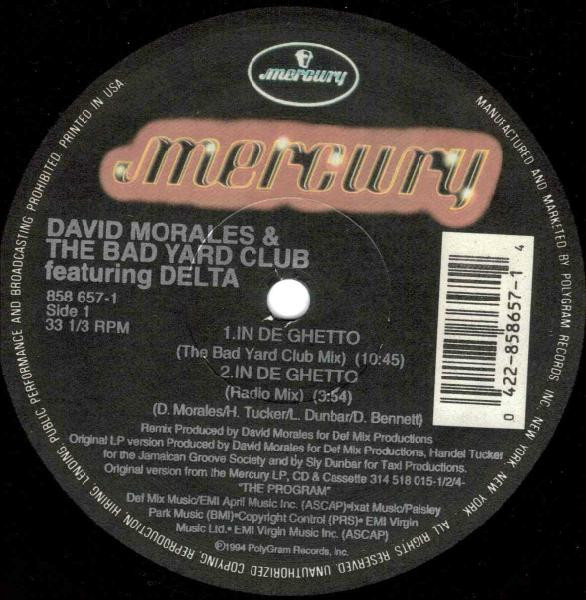 mercury
mercury
DAVID MORALES &
THE BAD YARD CLUB
featuring DELTA
858 657-1
Side 1
33 1/3 RPM
1.IN DE GHETTO
(The Bad Yard Club Mix) (10:45)
2.IN DE GHETTO
(Radio Mix) (3:54)
(D. Morales/H. Tucker/L. Dunbar/D. Bennett)
Remix Produced by David Morales for Def Mix Productions
Original LP version Produced by David Morales for Def Mix Productions, Handel Tucker
for the Jamaican Groove Society and by Sly Dunbar for Taxi Productions.
Original version from the Mercury LP, CD & Cassette 314 518 015-1/2/4-
"THE PROGRAM"
Def Mix Music/EMI April Music Inc. (ASCAP)•Ixat Music/Paisley
Park Music (BMI)•Copyright Control (PRS)• EMI Virgin
Music Ltd.• EMI Virgin Music Inc. (ASCAP)
℗©1994 PolyGram Records, Inc.
0 422-858657-1 4
MANUFACTURED AND MARKETED BY POLYGRAM RECORDS, INC. NEW YORK, NEW YORK. ALL RIGHTS RESERVED. UNAUTHORIZED COPYING, REPRODUCTION, HIRING, LENDING, PUBLIC PERFORMANCE AND BROADCASTING PROHIBITED. PRINTED IN USA.